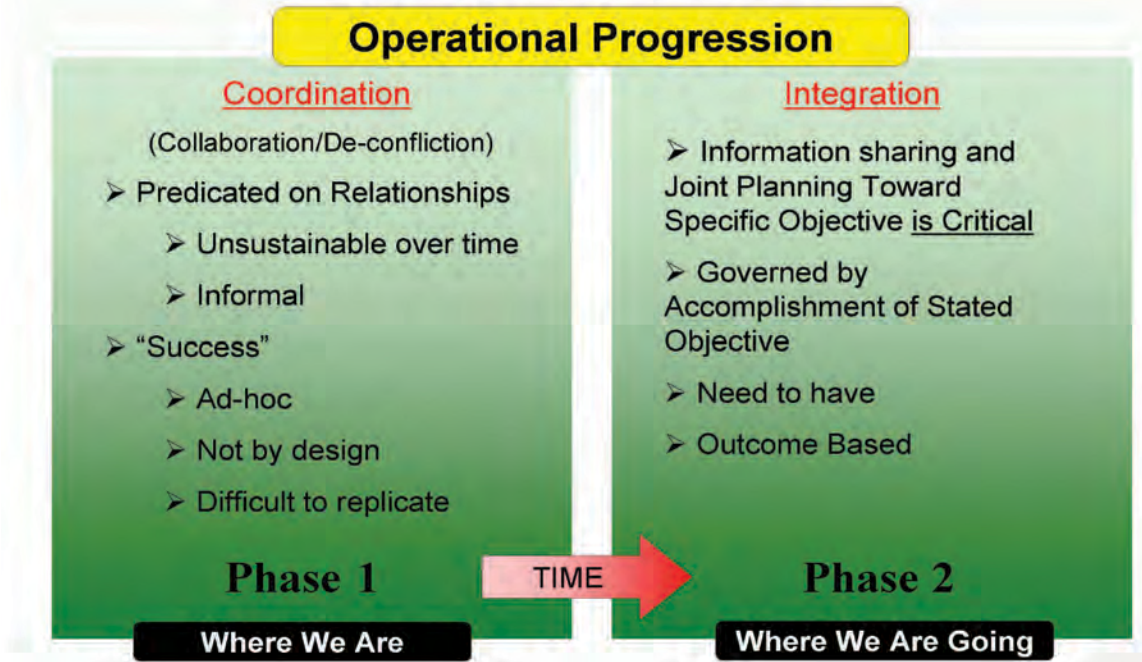 Operational Progression
Coordination
(Collaboration/De-confliction)
➢ Predicated on Relationships
➢ Unsustainable over time
➢ Informal
➢ “Success”
➢ Ad-hoc
➢ Not by design
➢ Difficult to replicate
Phase 1
Where We Are
TIME
Integration
➢ Information sharing and
Joint Planning Toward
Specific Objective is Critical
➢ Governed by
Accomplishment of Stated
Objective
➢ Need to have
➢ Outcome Based
Phase 2
Where We Are Going